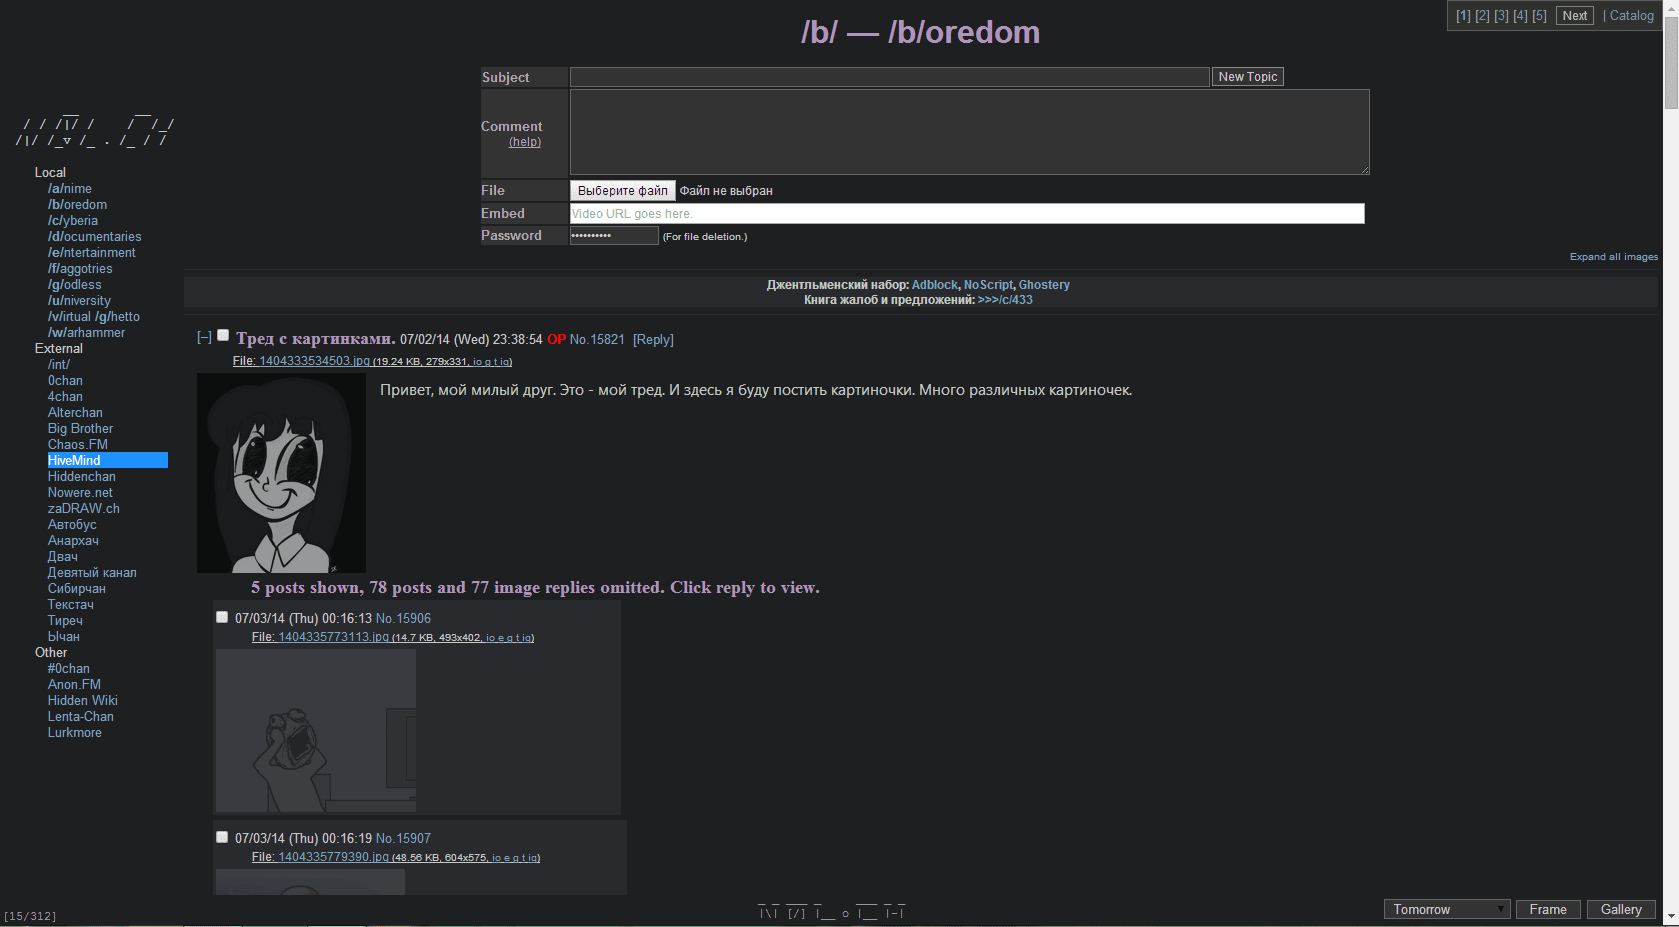 [1] [2] [3] [4] [5] Next | Catalog
/b/ — /b/oredom
Subject New Topic
Comment
(help)
File Выберите файл Файл не выбран
Embed Video URL goes here.
Password •••••••••• (For file deletion.)
Expand all images
Local
/a/nime
/b/oredom
/c/yberia
/d/ocumentaries
/e/ntertainment
/f/aggotries
/g/odless
/u/niversity
/v/irtual /g/hetto
/w/arhammer
External
/int/
0chan
4chan
Alterchan
Big Brother
Chaos.FM
HiveMind
Hiddenchan
Nowere.net
zaDRAW.ch
Автобус
Анархач
Двач
Девятый канал
Сибирчан
Текстач
Тиреч
Ычан
Other
#0chan
Anon.FM
Hidden Wiki
Lenta-Chan
Lurkmore
Джентльменский набор: Adblock, NoScript, Ghostery
Книга жалоб и предложений: >>>/c/433
[–] Тред с картинками. 07/02/14 (Wed) 23:38:54 OP No.15821 [Reply]
File: 1404333534503.jpg (19.24 KB, 279x331, io g t iq)
Привет, мой милый друг. Это - мой тред. И здесь я буду постить картиночки. Много различных картиночек.
5 posts shown, 78 posts and 77 image replies omitted. Click reply to view.
07/03/14 (Thu) 00:16:13 No.15906
File: 1404335773113.jpg (14.7 KB, 493x402, io e g t iq)
07/03/14 (Thu) 00:16:19 No.15907
File: 1404335779390.jpg (48.56 KB, 604x575, io e g t iq)
[15/312]
Tomorrow Frame Gallery